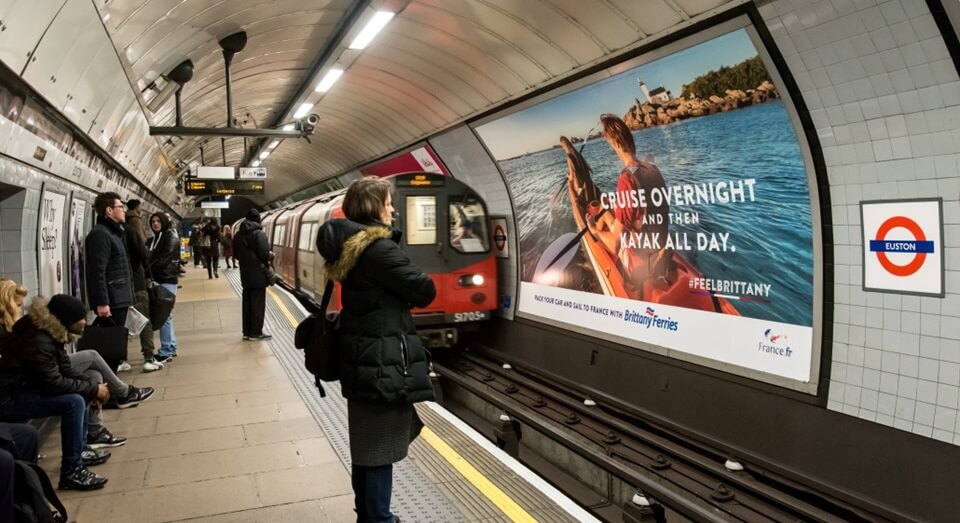 CRUISE OVERNIGHT
AND THEN
KAYAK ALL DAY.
#FEELBRITTANY
PACK YOUR CAR AND SAIL TO FRANCE WITH Brittany Ferries
France.fr
EUSTON